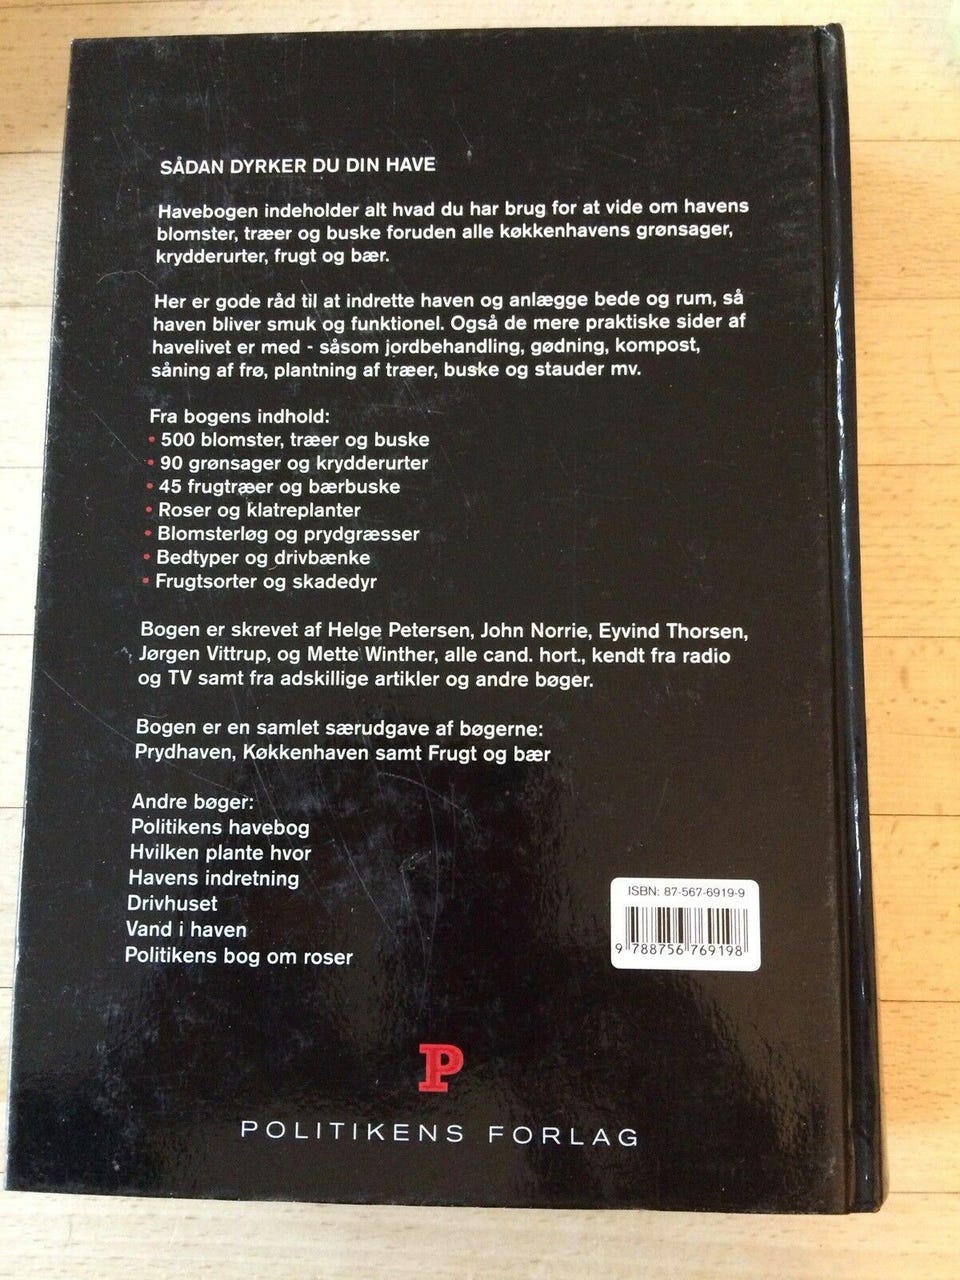 SÅDAN DYRKER DU DIN HAVE
Havebogen indeholder alt hvad du har brug for at vide om havens
blomster, træer og buske foruden alle køkkenhavens grønsager,
krydderurter, frugt og bær.
Her er gode råd til at indrette haven og anlægge bede og rum, så
haven bliver smuk og funktionel. Også de mere praktiske sider af
havelivet er med - såsom jordbehandling, gødning, kompost,
såning af frø, plantning af træer, buske og stauder mv.
Fra bogens indhold:
• 500 blomster, træer og buske
• 90 grønsager og krydderurter
• 45 frugttræer og bærbuske
• Roser og klatreplanter
• Blomsterløg og prydgræsser
• Bedtyper og drivbænke
• Frugtsorter og skadedyr
Bogen er skrevet af Helge Petersen, John Norrie, Eyvind Thorsen,
Jørgen Vittrup, og Mette Winther, alle cand. hort., kendt fra radio
og TV samt fra adskillige artikler og andre bøger.
Bogen er en samlet særudgave af bøgerne:
Prydhaven, Køkkenhaven samt Frugt og bær
Andre bøger:
Politikens havebog
Hvilken plante hvor
Havens indretning
Drivhuset
Vand i haven
Politikens bog om roser
ISBN: 87-567-6919-9
9 788756 769198
P
POLITIKENS FORLAG